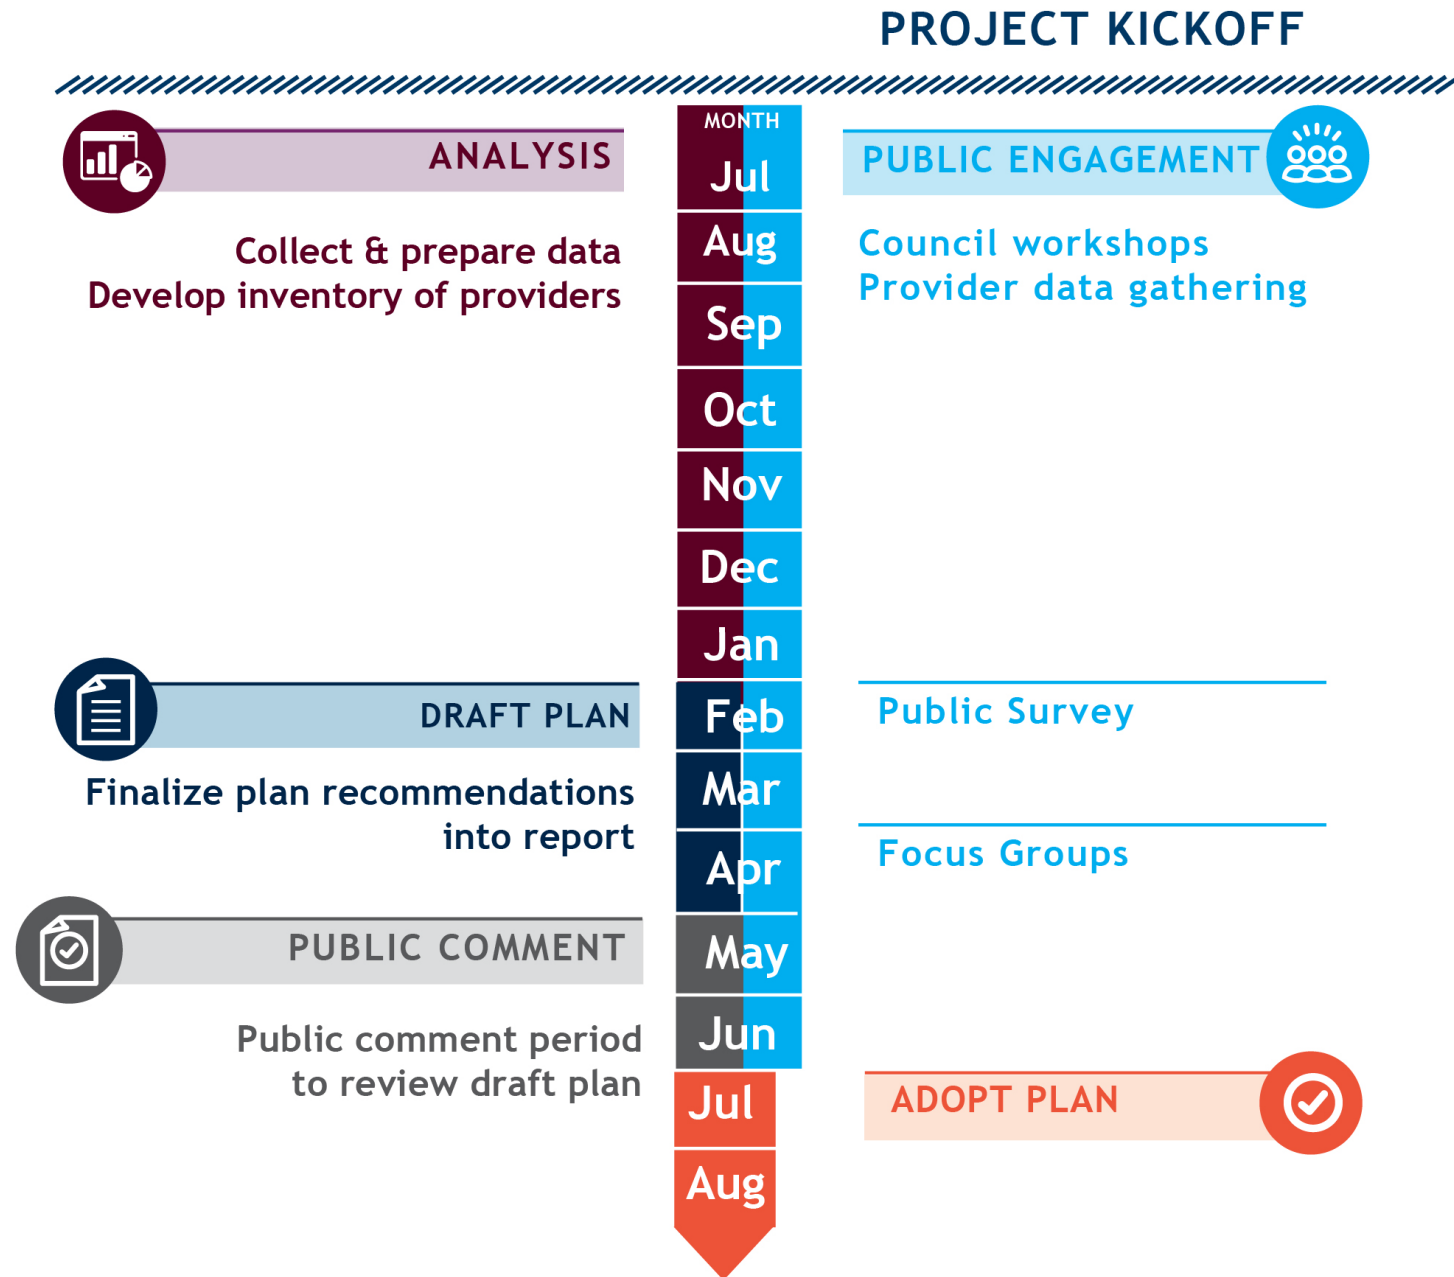 PROJECT KICKOFF
ANALYSIS
Collect & prepare data
Develop inventory of providers
MONTH
Jul
Aug
Sep
Oct
Nov
Dec
Jan
Feb
Mar
Apr
May
Jun
Jul
Aug
PUBLIC ENGAGEMENT
Council workshops
Provider data gathering
DRAFT PLAN
Finalize plan recommendations
into report
Public Survey
Focus Groups
PUBLIC COMMENT
Public comment period
to review draft plan
ADOPT PLAN